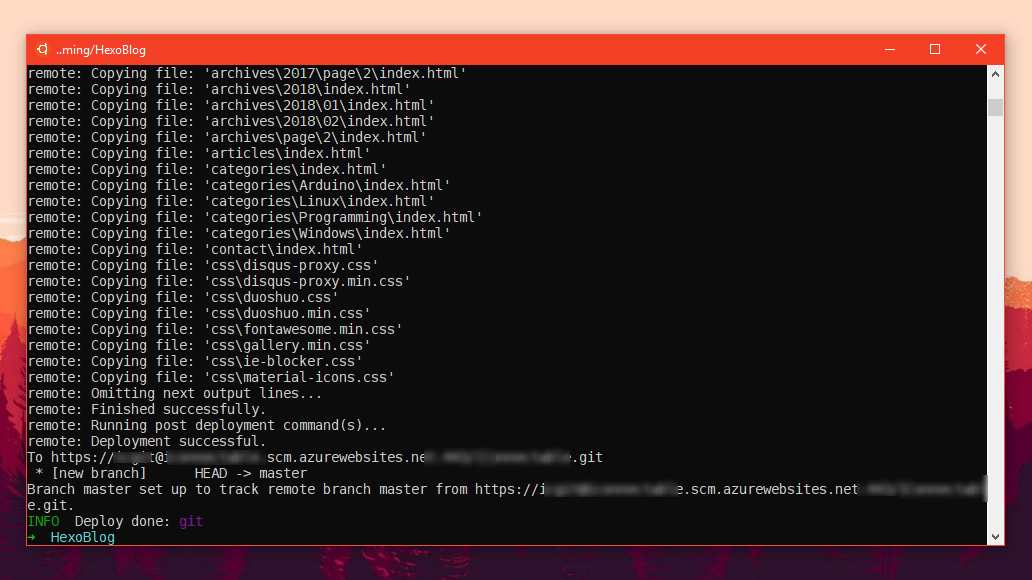 ..ming/HexoBlog
remote: Copying file: 'archives\2017\page\2\index.html'
remote: Copying file: 'archives\2018\index.html'
remote: Copying file: 'archives\2018\01\index.html'
remote: Copying file: 'archives\2018\02\index.html'
remote: Copying file: 'archives\page\2\index.html'
remote: Copying file: 'articles\index.html'
remote: Copying file: 'categories\index.html'
remote: Copying file: 'categories\Arduino\index.html'
remote: Copying file: 'categories\Linux\index.html'
remote: Copying file: 'categories\Programming\index.html'
remote: Copying file: 'categories\Windows\index.html'
remote: Copying file: 'contact\index.html'
remote: Copying file: 'css\disqus-proxy.css'
remote: Copying file: 'css\disqus-proxy.min.css'
remote: Copying file: 'css\duoshuo.css'
remote: Copying file: 'css\duoshuo.min.css'
remote: Copying file: 'css\fontawesome.min.css'
remote: Copying file: 'css\gallery.min.css'
remote: Copying file: 'css\ie-blocker.css'
remote: Copying file: 'css\material-icons.css'
remote: Omitting next output lines...
remote: Finished successfully.
remote: Running post deployment command(s)...
remote: Deployment successful.
To https:// .scm.azurewebsites.ne .git
* [new branch]      HEAD -> master
Branch master set up to track remote branch master from https://i e.scm.azurewebsites.net
e.git.
INFO  Deploy done: git
➜  HexoBlog